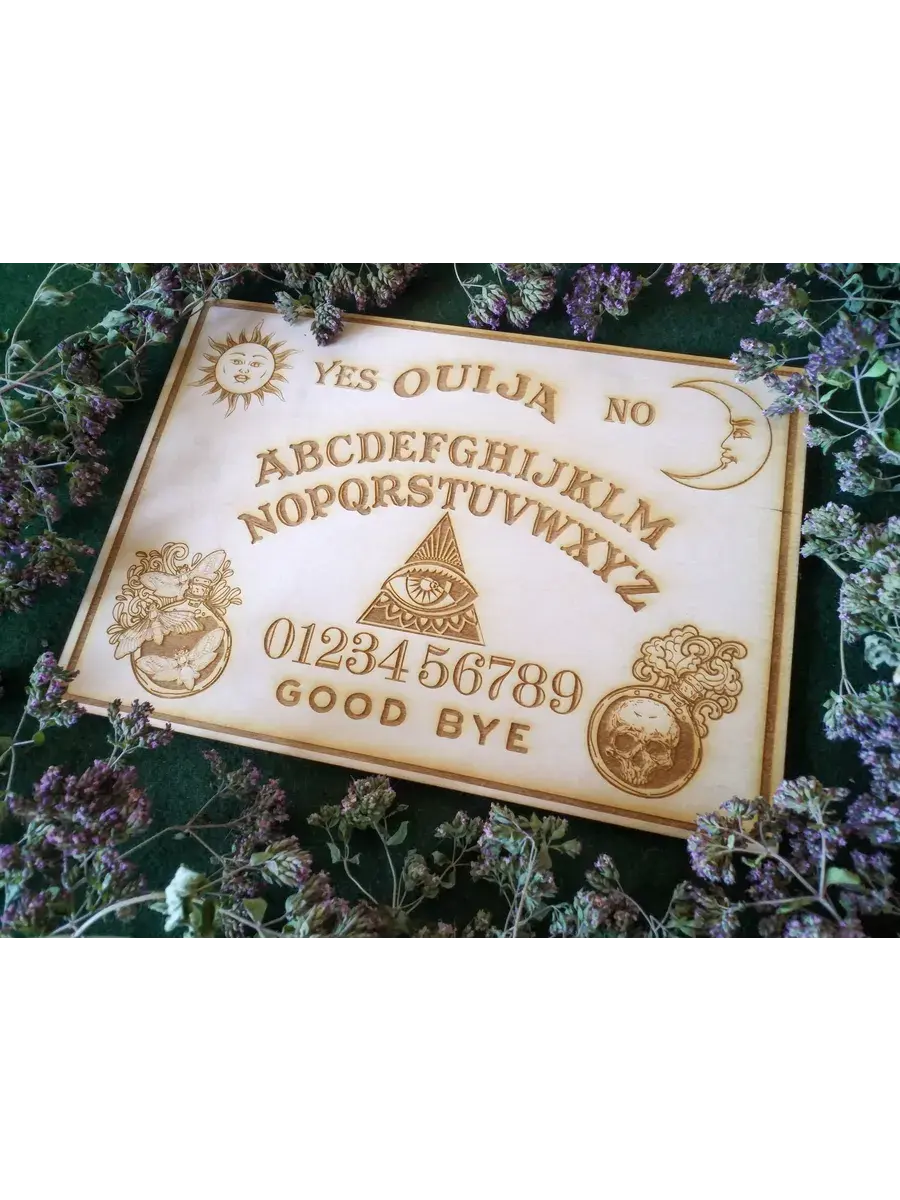 YES OUIJA NO
ABCDEFGHIJKLM
NOPQRSTUVWXYZ
0123456789
GOOD BYE